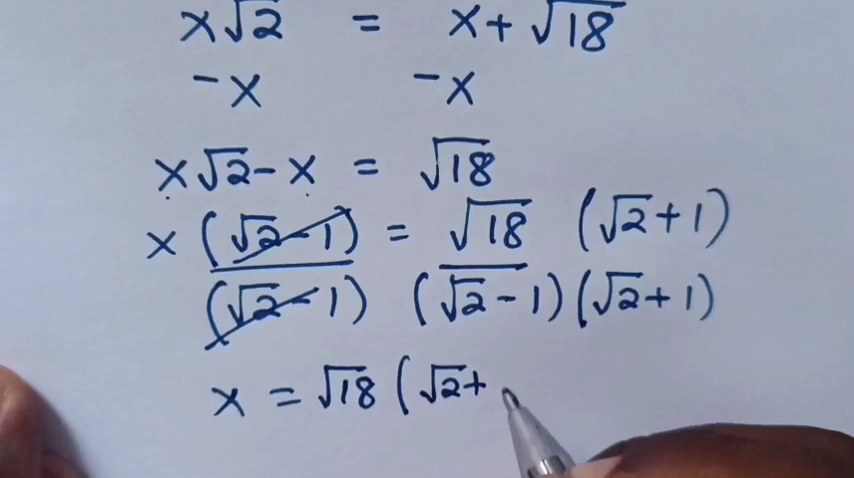 x√2 = x + √18
-x -x
x√2 - x = √18
x (√2 - 1) = √18 (√2 + 1)
(√2 - 1) (√2 - 1)(√2 + 1)
x = √18 (√2 +